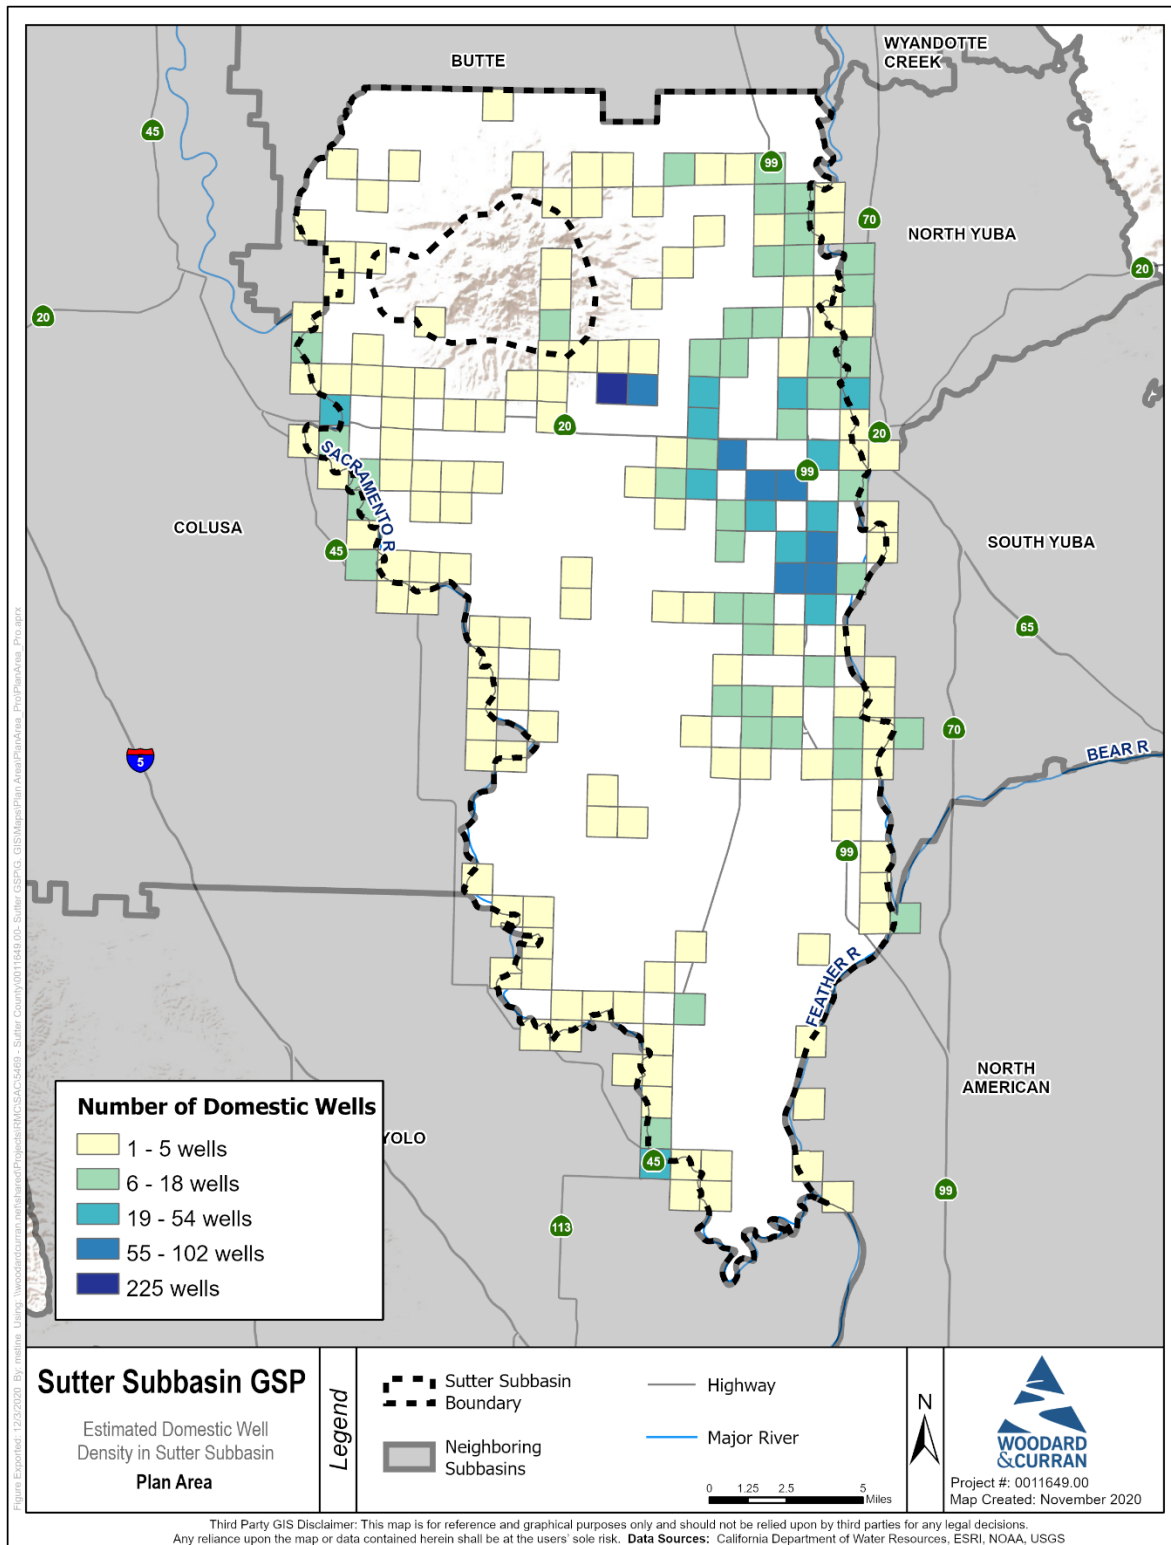 BUTTE
WYANDOTTE
CREEK
45
99
70
NORTH YUBA
20
20
20
99
20
SACRAMENTO R
COLUSA
45
SOUTH YUBA
65
70
BEAR R
5
99
FEATHER R
NORTH
AMERICAN
YOLO
45
99
113
Number of Domestic Wells
1 - 5 wells
6 - 18 wells
19 - 54 wells
55 - 102 wells
225 wells
Sutter Subbasin GSP
Estimated Domestic Well
Density in Sutter Subbasin
Plan Area
Legend
Sutter Subbasin
Boundary
Neighboring
Subbasins
Highway
Major River
0 1.25 2.5 5
Miles
N
WOODARD
&CURRAN
Project #: 0011649.00
Map Created: November 2020
Third Party GIS Disclaimer: This map is for reference and graphical purposes only and should not be relied upon by third parties for any legal decisions.
Any reliance upon the map or data contained herein shall be at the users' sole risk. Data Sources: California Department of Water Resources, ESRI, NOAA, USGS